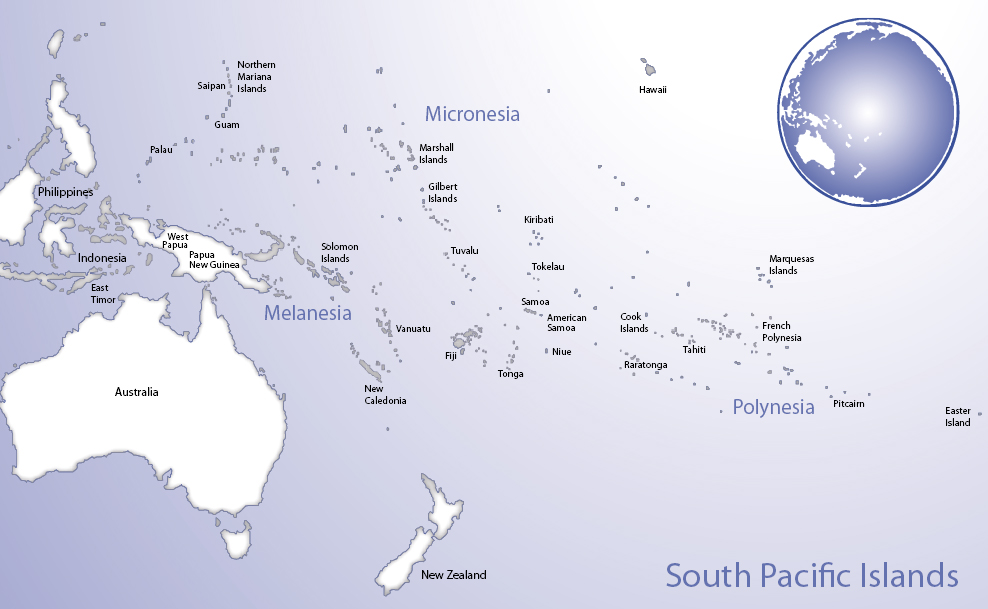 Northern
Mariana
Islands
Saipan
Guam
Hawaii
Micronesia
Palau
Marshall
Islands
Philippines
Gilbert
Islands
Kiribati
West
Papua
Papua
New Guinea
Indonesia
Solomon
Islands
Tuvalu
Tokelau
Marquesas
Islands
East
Timor
Melanesia
Samoa
American
Samoa
Cook
Islands
Vanuatu
French
Polynesia
Fiji
Niue
Tahiti
Tonga
Raratonga
Australia
New
Caledonia
Polynesia
Pitcairn
Easter
Island
New Zealand
South Pacific Islands